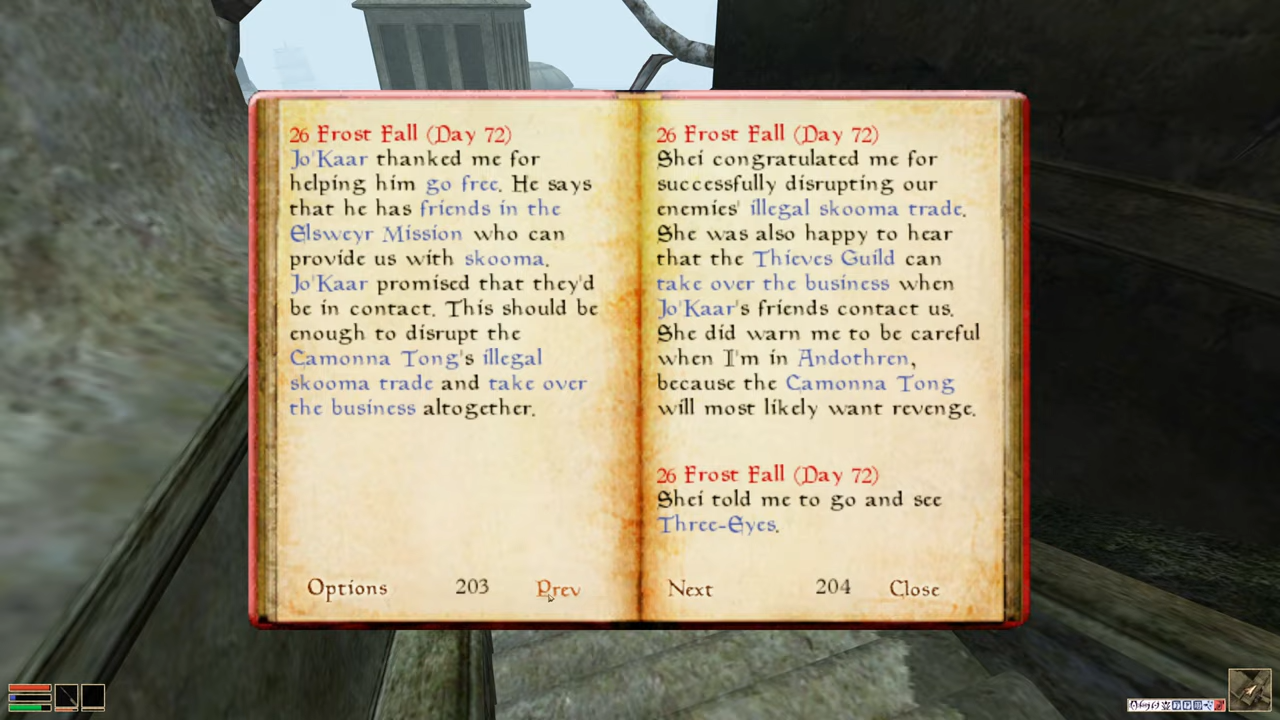 26 Frost Fall (Day 72)
Jo'Kaar thanked me for
helping him go free. He says
that he has friends in the
Elsweyr Mission who can
provide us with skooma.
Jo'Kaar promised that they'd
be in contact. This should be
enough to disrupt the
Camonna Tong's illegal
skooma trade and take over
the business altogether.
Options
203
Prev
26 Frost Fall (Day 72)
Shei congratulated me for
successfully disrupting our
enemies' illegal skooma trade.
She was also happy to hear
that the Thieves Guild can
take over the business when
Jo'Kaar's friends contact us.
She did warn me to be careful
when I'm in Andothren,
because the Camonna Tong
will most likely want revenge.
26 Frost Fall (Day 72)
Shei told me to go and see
Three-Eyes.
Next
204
Close